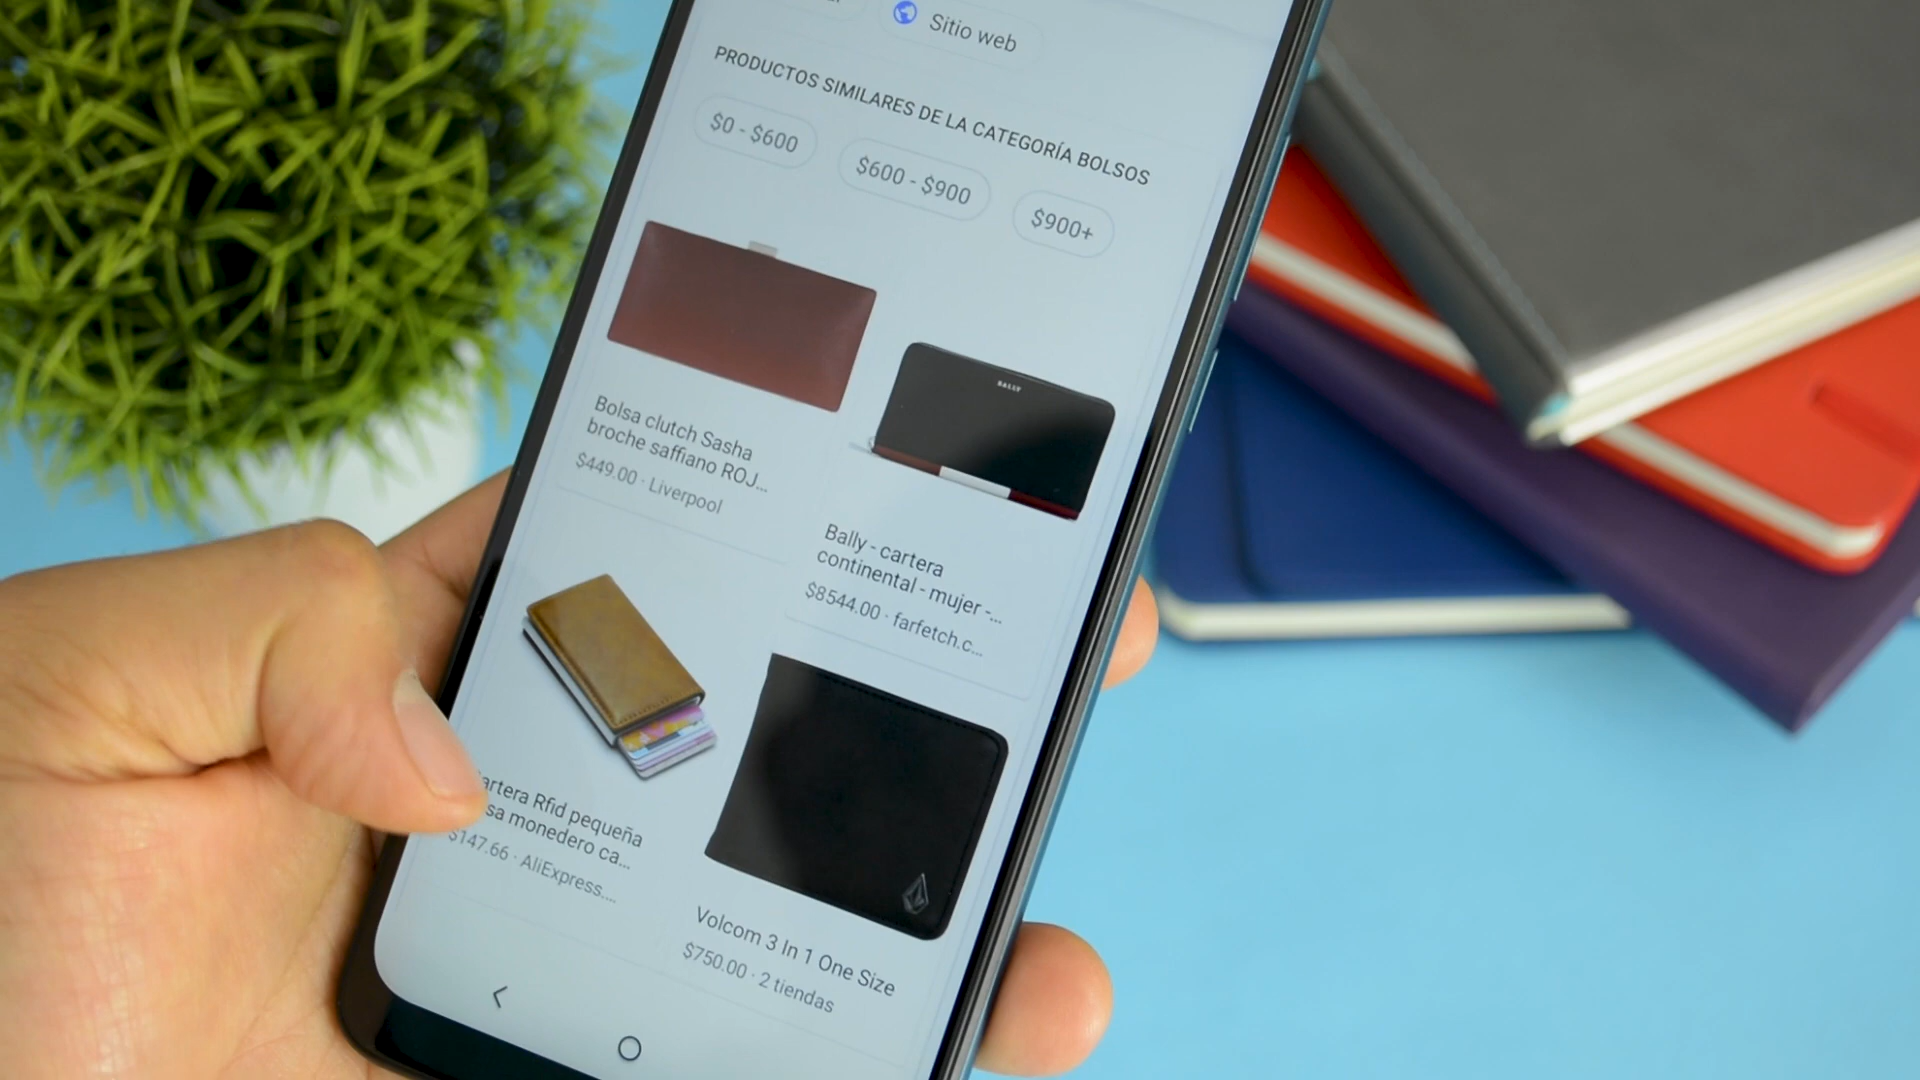 Sitio web
PRODUCTOS SIMILARES DE LA CATEGORÍA BOLSOS
$0 - $600
$600 - $900
$900+
BALLY
Bolsa clutch Sasha
broche saffiano ROJ...
$449.00 · Liverpool
Bally - cartera
continental - mujer -...
$8544.00 · farfetch.c...
artera Rfid pequeña
sa monedero ca...
$147.66 · AliExpress....
Volcom 3 In 1 One Size
$750.00 · 2 tiendas